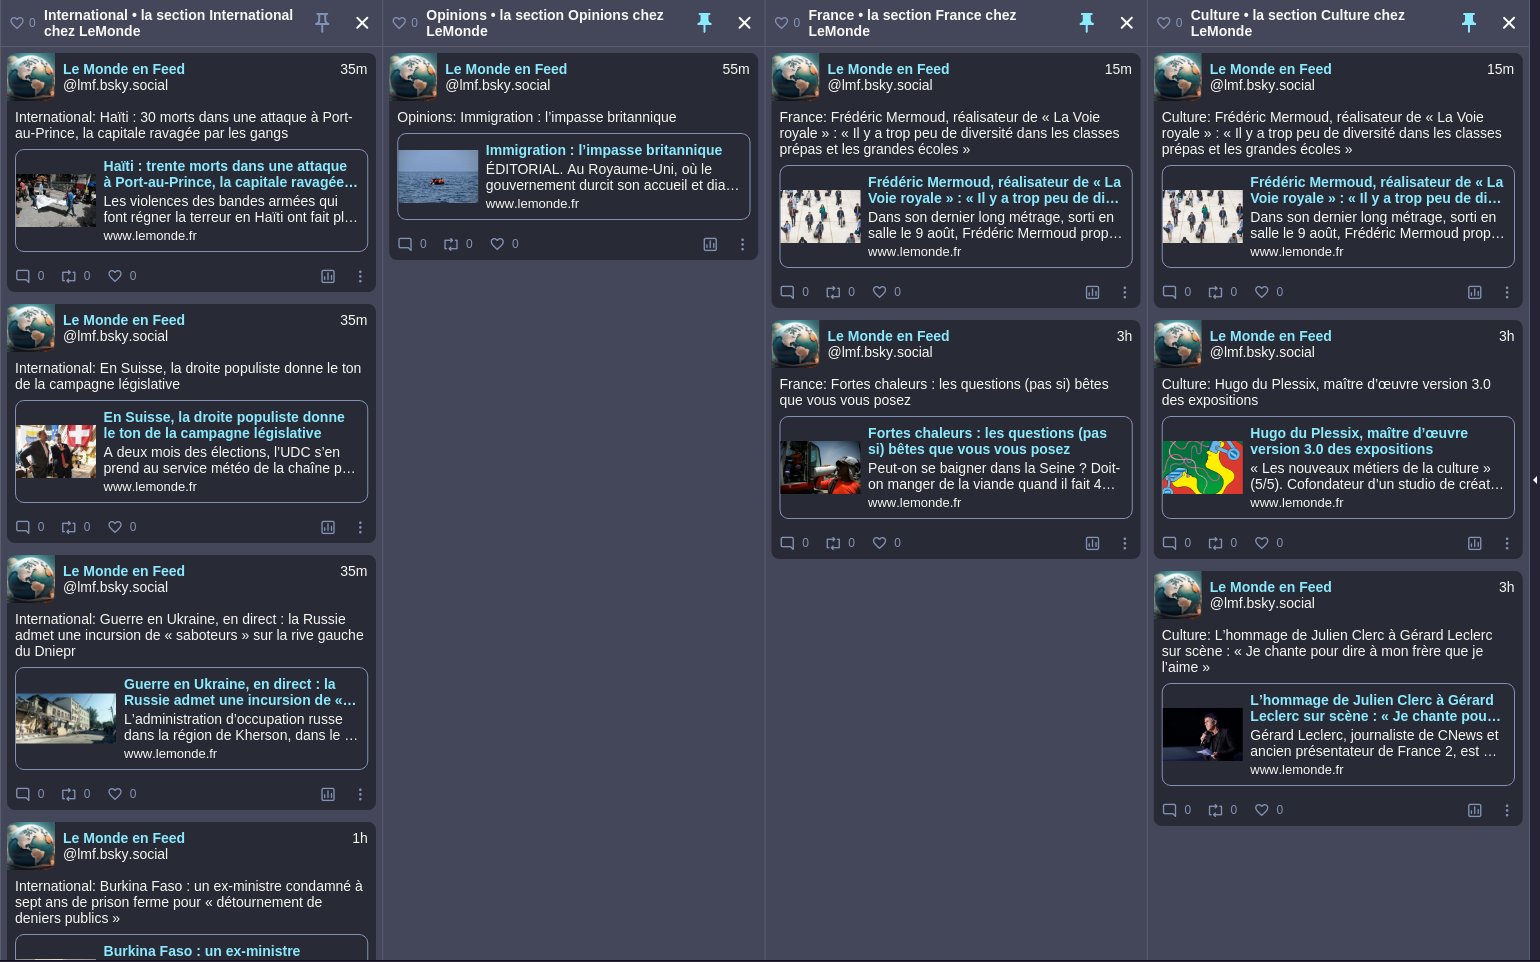 0
International • la section International
chez LeMonde
Le Monde en Feed
35m
@lmf.bsky.social
International: Haïti : 30 morts dans une attaque à Port-
au-Prince, la capitale ravagée par les gangs
Haïti : trente morts dans une attaque
à Port-au-Prince, la capitale ravagée…
Les violences des bandes armées qui
font régner la terreur en Haïti ont fait pl…
www.lemonde.fr
0 0 0
Le Monde en Feed
35m
@lmf.bsky.social
International: En Suisse, la droite populiste donne le ton
de la campagne législative
En Suisse, la droite populiste donne
le ton de la campagne législative
A deux mois des élections, l’UDC s’en
prend au service météo de la chaîne p…
www.lemonde.fr
0 0 0
Le Monde en Feed
35m
@lmf.bsky.social
International: Guerre en Ukraine, en direct : la Russie
admet une incursion de « saboteurs » sur la rive gauche
du Dniepr
Guerre en Ukraine, en direct : la
Russie admet une incursion de «…
L’administration d’occupation russe
dans la région de Kherson, dans le …
www.lemonde.fr
0 0 0
Le Monde en Feed
1h
@lmf.bsky.social
International: Burkina Faso : un ex-ministre condamné à
sept ans de prison ferme pour « détournement de
deniers publics »
Burkina Faso : un ex-ministre
0
Opinions • la section Opinions chez
LeMonde
Le Monde en Feed
55m
@lmf.bsky.social
Opinions: Immigration : l’impasse britannique
Immigration : l’impasse britannique
ÉDITORIAL. Au Royaume-Uni, où le
gouvernement durcit son accueil et dia…
www.lemonde.fr
0 0 0
0
France • la section France chez
LeMonde
Le Monde en Feed
15m
@lmf.bsky.social
France: Frédéric Mermoud, réalisateur de « La Voie
royale » : « Il y a trop peu de diversité dans les classes
prépas et les grandes écoles »
Frédéric Mermoud, réalisateur de « La
Voie royale » : « Il y a trop peu de di…
Dans son dernier long métrage, sorti en
salle le 9 août, Frédéric Mermoud prop…
www.lemonde.fr
0 0 0
Le Monde en Feed
3h
@lmf.bsky.social
France: Fortes chaleurs : les questions (pas si) bêtes
que vous vous posez
Fortes chaleurs : les questions (pas
si) bêtes que vous vous posez
Peut-on se baigner dans la Seine ? Doit-
on manger de la viande quand il fait 4…
www.lemonde.fr
0 0 0
0
Culture • la section Culture chez
LeMonde
Le Monde en Feed
15m
@lmf.bsky.social
Culture: Frédéric Mermoud, réalisateur de « La Voie
royale » : « Il y a trop peu de diversité dans les classes
prépas et les grandes écoles »
Frédéric Mermoud, réalisateur de « La
Voie royale » : « Il y a trop peu de di…
Dans son dernier long métrage, sorti en
salle le 9 août, Frédéric Mermoud prop…
www.lemonde.fr
0 0 0
Le Monde en Feed
3h
@lmf.bsky.social
Culture: Hugo du Plessix, maître d’œuvre version 3.0
des expositions
Hugo du Plessix, maître d’œuvre
version 3.0 des expositions
« Les nouveaux métiers de la culture »
(5/5). Cofondateur d’un studio de créat…
www.lemonde.fr
0 0 0
Le Monde en Feed
3h
@lmf.bsky.social
Culture: L’hommage de Julien Clerc à Gérard Leclerc
sur scène : « Je chante pour dire à mon frère que je
l’aime »
L’hommage de Julien Clerc à Gérard
Leclerc sur scène : « Je chante pou…
Gérard Leclerc, journaliste de CNews et
ancien présentateur de France 2, est …
www.lemonde.fr
0 0 0